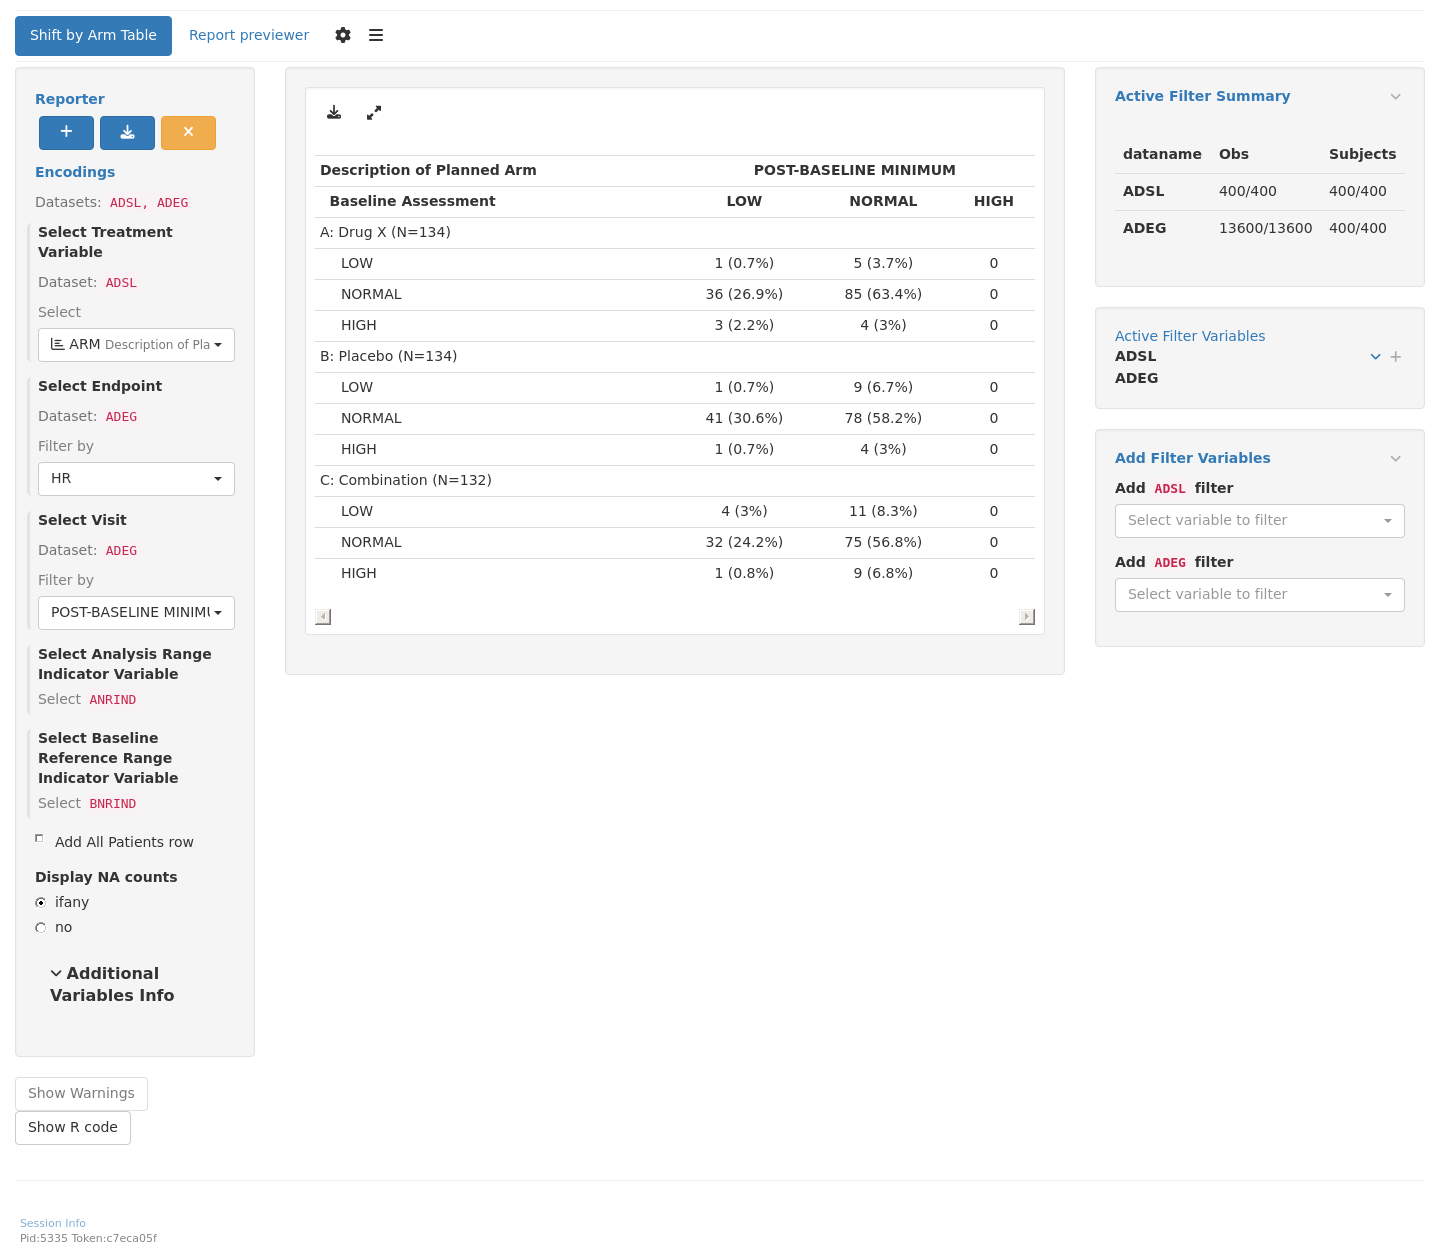 Shift by Arm Table Report previewer
Reporter
Encodings
Datasets: ADSL, ADEG
Select Treatment
Variable
Dataset: ADSL
Select
ARM Description of Pla
Select Endpoint
Dataset: ADEG
Filter by
HR
Select Visit
Dataset: ADEG
Filter by
POST-BASELINE MINIMU
Select Analysis Range
Indicator Variable
Select ANRIND
Select Baseline
Reference Range
Indicator Variable
Select BNRIND
Add All Patients row
Display NA counts
ifany
no
Additional
Variables Info
Show Warnings
Show R code
Description of Planned Arm POST-BASELINE MINIMUM
Baseline Assessment LOW NORMAL HIGH
A: Drug X (N=134)
LOW 1 (0.7%) 5 (3.7%) 0
NORMAL 36 (26.9%) 85 (63.4%) 0
HIGH 3 (2.2%) 4 (3%) 0
B: Placebo (N=134)
LOW 1 (0.7%) 9 (6.7%) 0
NORMAL 41 (30.6%) 78 (58.2%) 0
HIGH 1 (0.7%) 4 (3%) 0
C: Combination (N=132)
LOW 4 (3%) 11 (8.3%) 0
NORMAL 32 (24.2%) 75 (56.8%) 0
HIGH 1 (0.8%) 9 (6.8%) 0
Active Filter Summary
dataname Obs Subjects
ADSL 400/400 400/400
ADEG 13600/13600 400/400
Active Filter Variables
ADSL
ADEG
Add Filter Variables
Add ADSL filter
Select variable to filter
Add ADEG filter
Select variable to filter
Session Info
Pid:5335 Token:c7eca05f